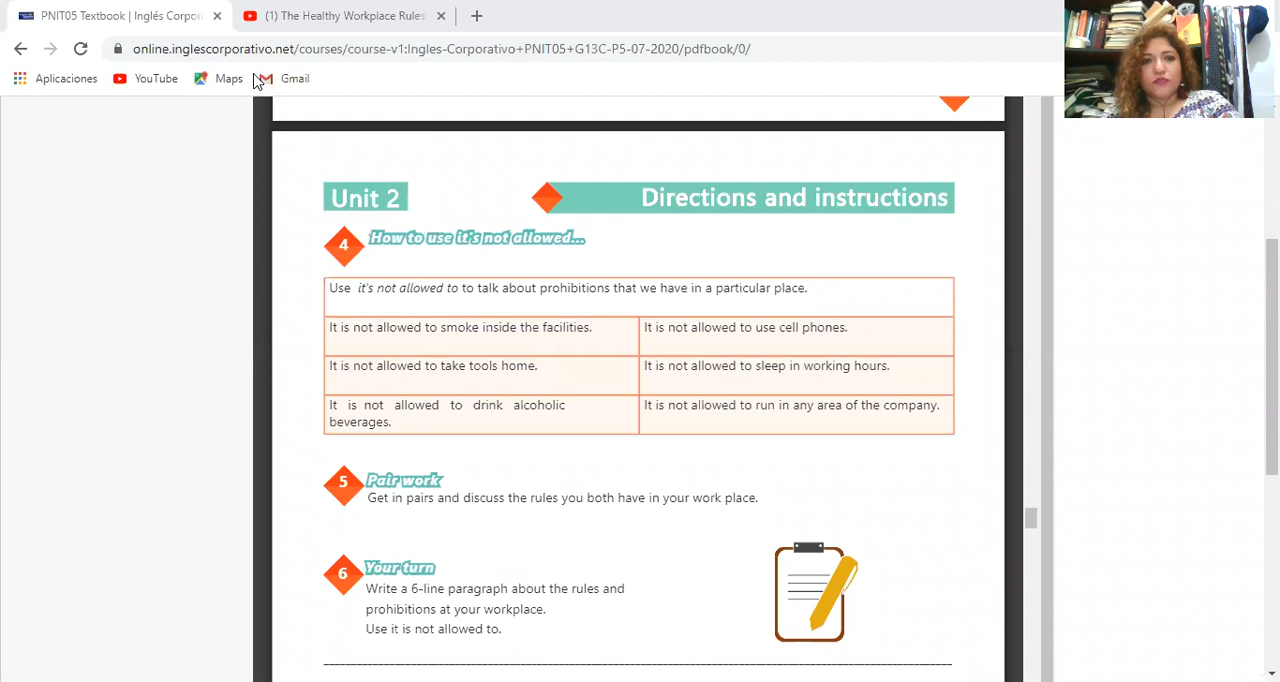 PNIT05 Textbook | Inglés Corpora
(1) The Healthy Workplace Rules
online.inglescorporativo.net/courses/course-v1:Ingles-Corporativo+PNIT05+G13C-P5-07-2020/pdfbook/0/
Aplicaciones YouTube Maps Gmail
Unit 2 Directions and instructions
4 How to use it's not allowed...
Use it's not allowed to to talk about prohibitions that we have in a particular place.
It is not allowed to smoke inside the facilities. It is not allowed to use cell phones.
It is not allowed to take tools home. It is not allowed to sleep in working hours.
It is not allowed to drink alcoholic It is not allowed to run in any area of the company.
beverages.
5 Pair work
Get in pairs and discuss the rules you both have in your work place.
6 Your turn
Write a 6-line paragraph about the rules and
prohibitions at your workplace.
Use it is not allowed to.